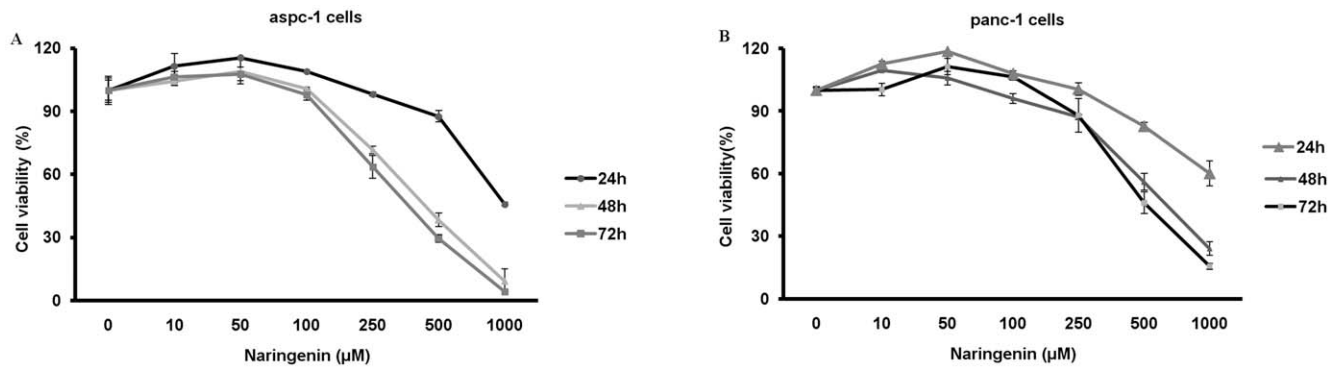 aspc-1 cells
A
120
90
60
30
0
Cell viability (%)
0 10 50 100 250 500 1000
Naringenin (µM)
24h
48h
72h
panc-1 cells
B
120
90
60
30
0
Cell viability(%)
0 10 50 100 250 500 1000
Naringenin (µM)
24h
48h
72h